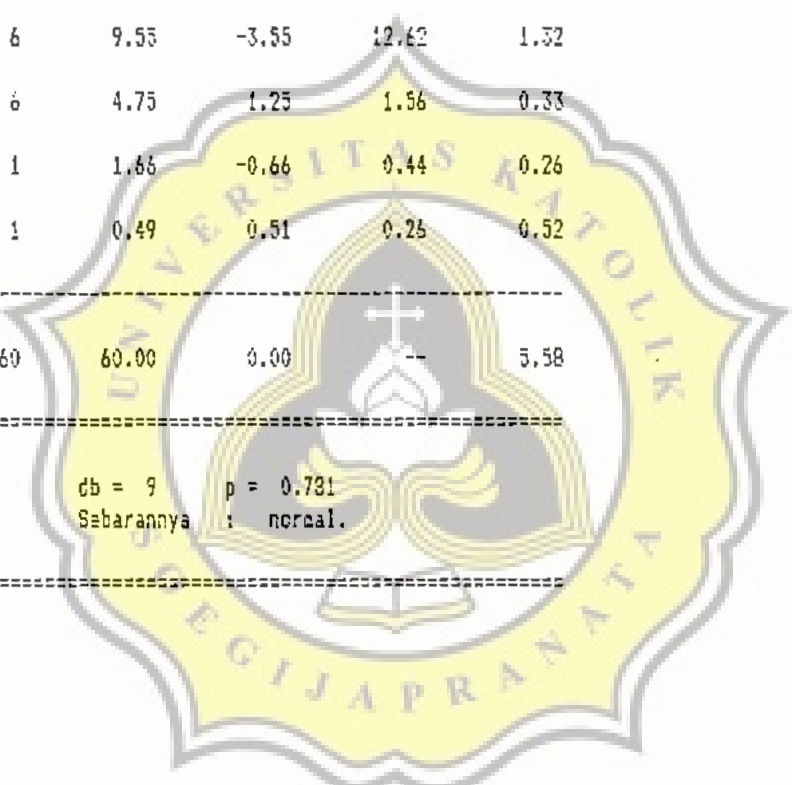 6 9.55 -3.55 12.62 1.32
6 4.75 1.25 1.56 0.33
1 1.66 -0.66 0.44 0.26
1 0.49 0.51 0.26 0.52
60 60.00 0.00 -- 5.58
db = 9 p = 0.781
Sebarannya : normal.
UNIVERSITAS KATOLIK
SOEGIJAPRANATA